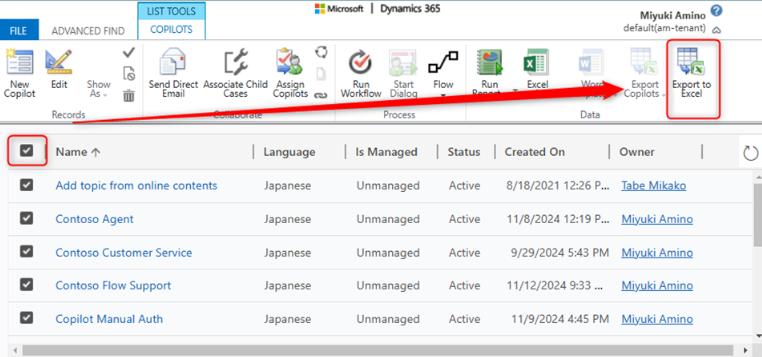 LIST TOOLS
Microsoft | Dynamics 365
Miyuki Amino
default(am-tenant)
FILE
ADVANCED FIND
COPILOTS
New Copilot
Edit
Show As
Send Direct Email
Associate Child Cases
Assign Copilots
Run Workflow
Start Dialog
Flow
Run Report
Excel
Word
Export Copilots
Export to Excel
Records
Collaborate
Process
Data
Name Language Is Managed Status Created On Owner
Add topic from online contents Japanese Unmanaged Active 8/18/2021 12:26 P... Tabe Mikako
Contoso Agent Japanese Unmanaged Active 11/8/2024 12:19 P... Miyuki Amino
Contoso Customer Service Japanese Unmanaged Active 9/29/2024 5:43 PM Miyuki Amino
Contoso Flow Support Japanese Unmanaged Active 11/12/2024 9:33 ... Miyuki Amino
Copilot Manual Auth Japanese Unmanaged Active 11/9/2024 4:45 PM Miyuki Amino